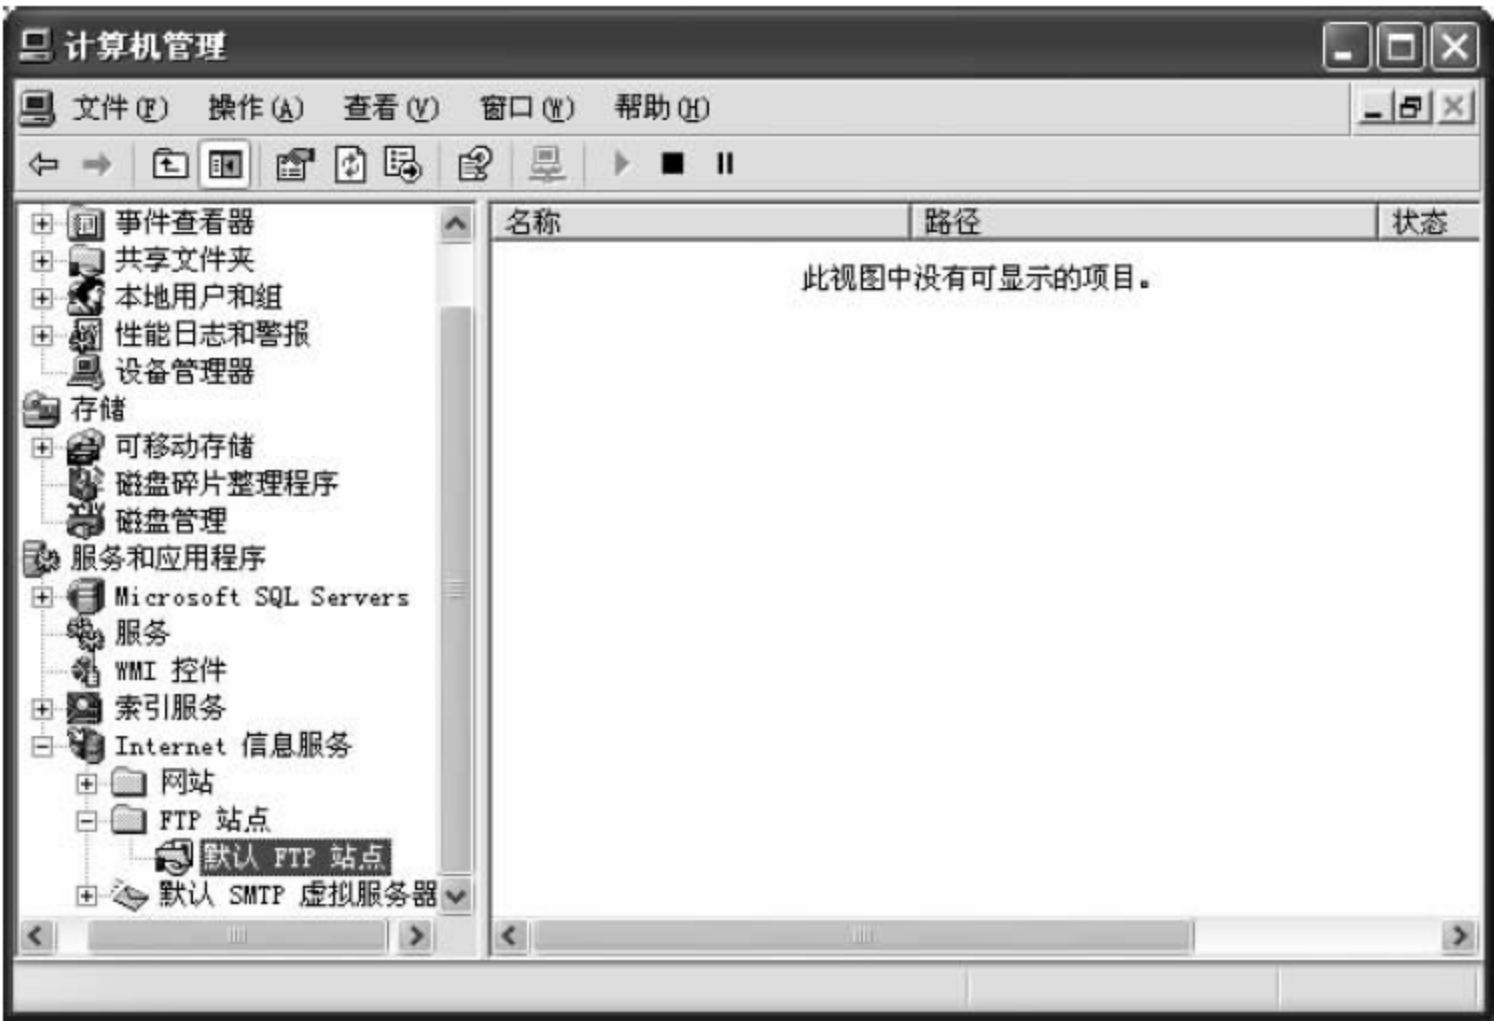 计算机管理
文件(F) 操作(A) 查看(V) 窗口(W) 帮助(H)
事件查看器
共享文件夹
本地用户和组
性能日志和警报
设备管理器
存储
可移动存储
磁盘碎片整理程序
磁盘管理
服务和应用程序
Microsoft SQL Servers
服务
WMI 控件
索引服务
Internet 信息服务
网站
FTP 站点
默认 FTP 站点
默认 SMTP 虚拟服务器
名称 路径 状态
此视图中没有可显示的项目。